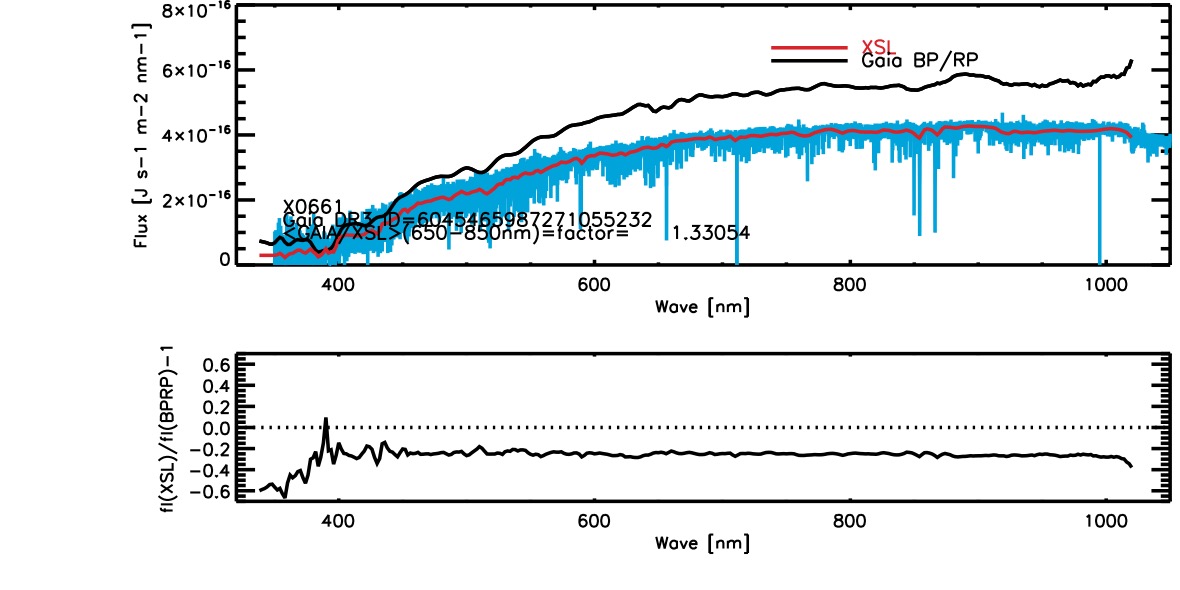 8×10−16
6×10−16
4×10−16
2×10−16
0
Flux [J s−1 m−2 nm−1]
XSL
Gaia BP/RP
X0661
Gaia DR3 ID=6045465987271055232
<GAIA/XSL>(650−850nm)=factor= 1.33054
400 600 800 1000
Wave [nm]
fl(XSL)/fl(BPRP)−1
0.6
0.4
0.2
0.0
−0.2
−0.4
−0.6
400 600 800 1000
Wave [nm]